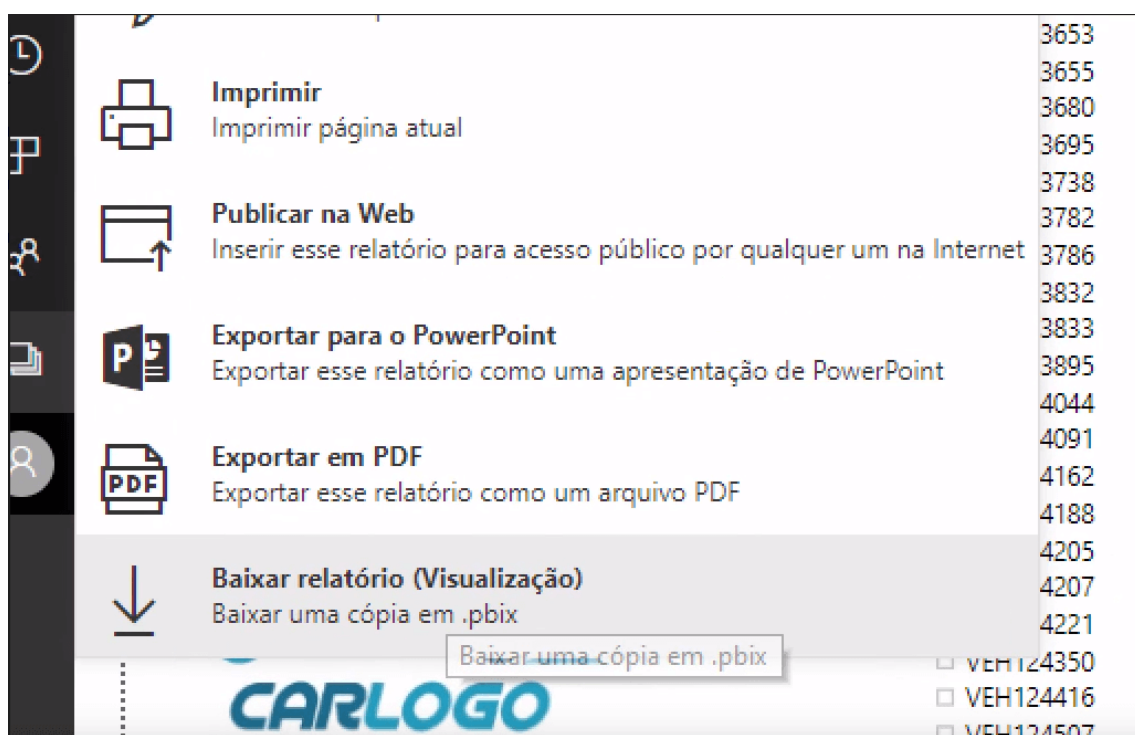 Imprimir
Imprimir página atual
Publicar na Web
Inserir esse relatório para acesso público por qualquer um na Internet
Exportar para o PowerPoint
Exportar esse relatório como uma apresentação de PowerPoint
PDF
Exportar em PDF
Exportar esse relatório como um arquivo PDF
Baixar relatório (Visualização)
Baixar uma cópia em .pbix
Baixar uma cópia em .pbix
CARLOGO
3653
3655
3680
3695
3738
3782
3786
3832
3833
3895
4044
4091
4162
4188
4205
4207
4221
VEH124350
VEH124416
VEH124507